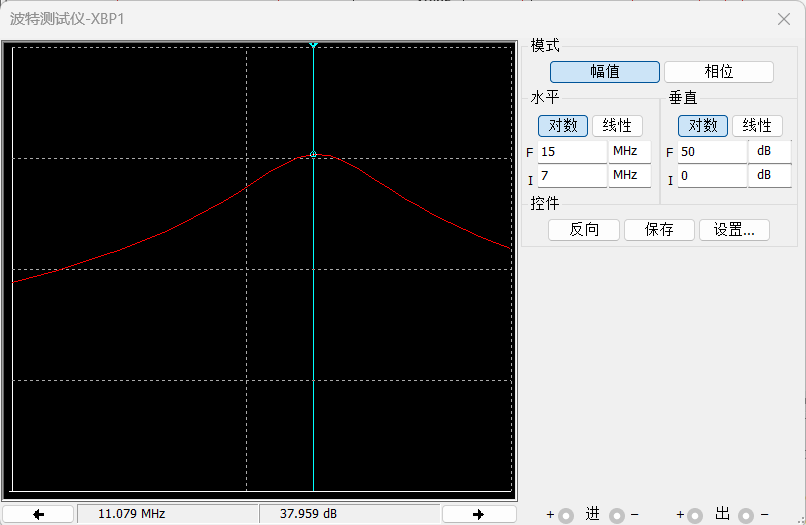 波特测试仪-XBP1
模式
幅值 相位
水平 垂直
对数 线性 对数 线性
F 15 MHz F 50 dB
I 7 MHz I 0 dB
控件
反向 保存 设置...
11.079 MHz 37.959 dB
+ 进 - + 出 -